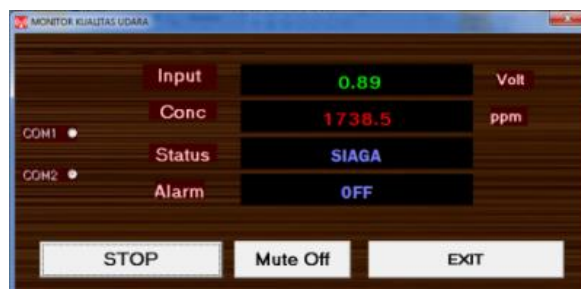 MONITOR KUALITAS UDARA
Input 0.89 Volt
Conc 1738.5 ppm
COM1
Status SIAGA
COM2
Alarm OFF
STOP Mute Off EXIT